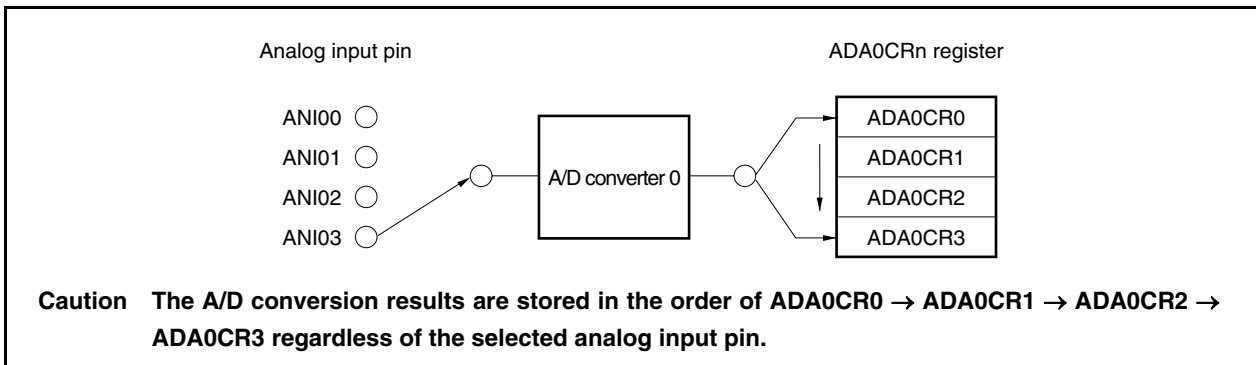 Analog input pin
ADA0CRn register
ANI00
ANI01
ANI02
ANI03
A/D converter 0
ADA0CR0
ADA0CR1
ADA0CR2
ADA0CR3
Caution The A/D conversion results are stored in the order of ADA0CR0 → ADA0CR1 → ADA0CR2 →
ADA0CR3 regardless of the selected analog input pin.